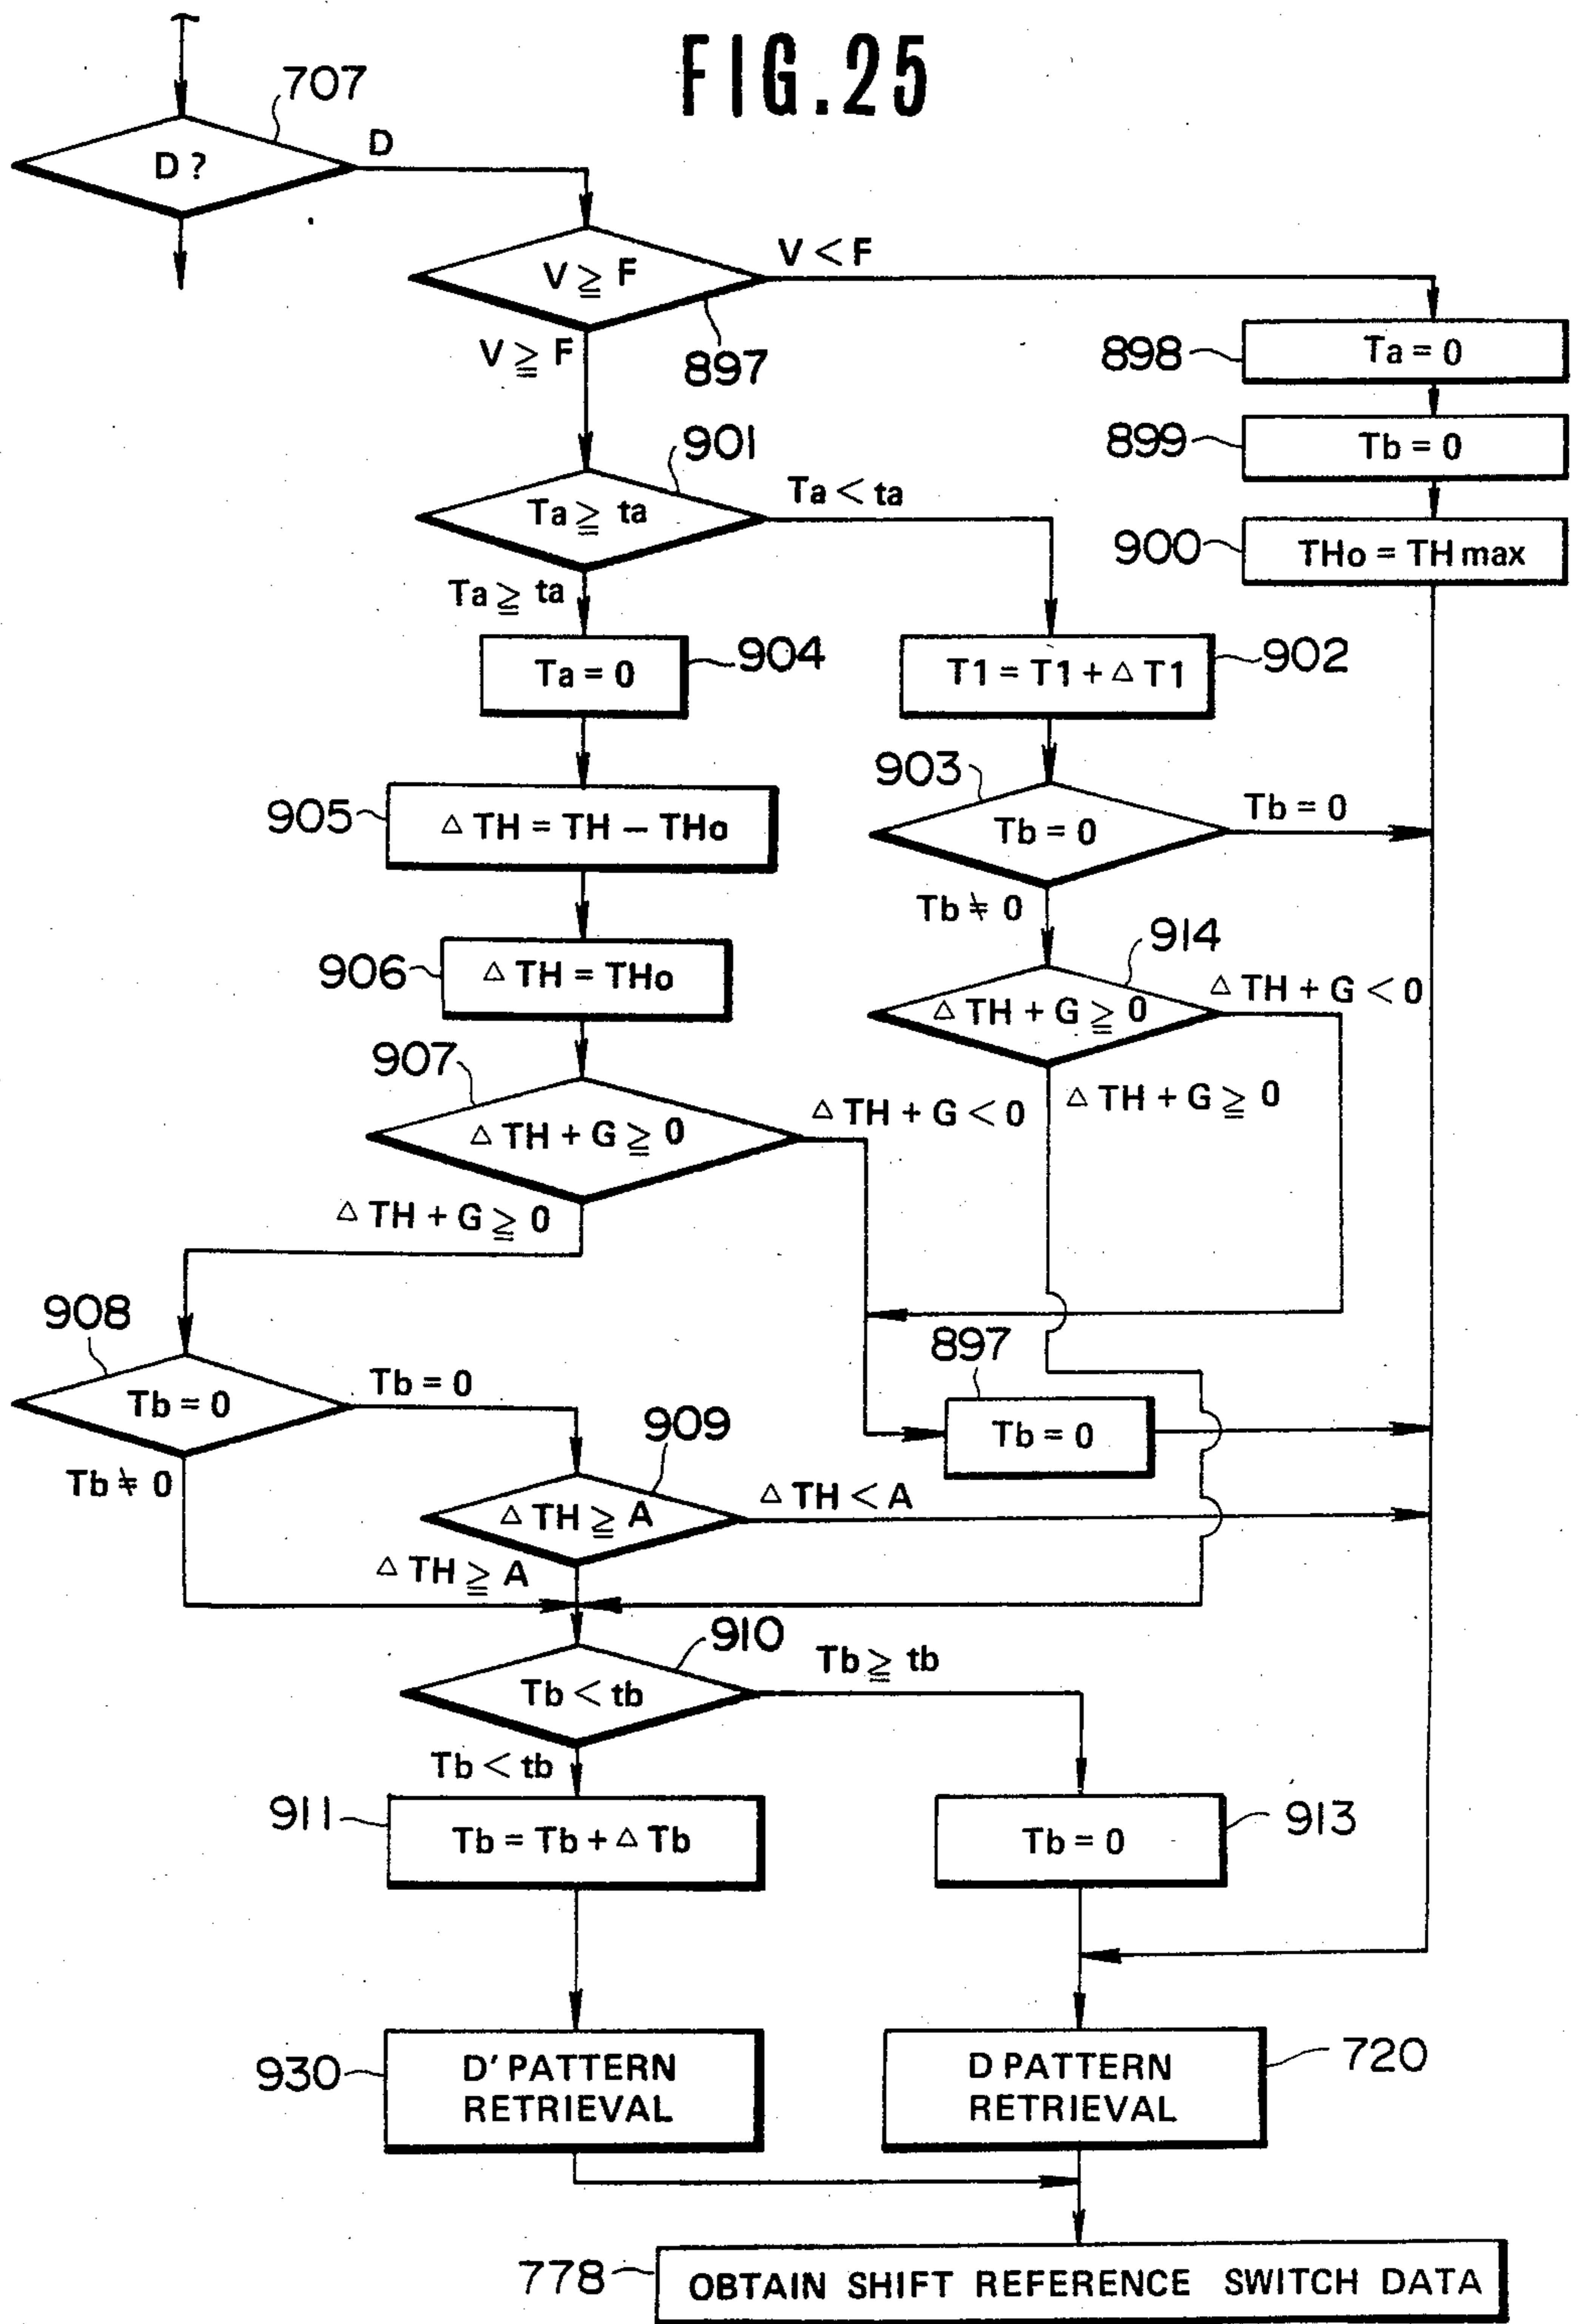 FIG.25
707
D ?
D
V ≧ F
V < F
V ≧ F
897
898
Ta = 0
899
Tb = 0
900
THo = TH max
901
Ta ≧ ta
Ta < ta
Ta ≧ ta
Ta = 0
904
T1 = T1 + △ T1
902
905
△ TH = TH − THo
903
Tb = 0
Tb = 0
Tb ≠ 0
906
△ TH = THo
914
△ TH + G ≧ 0
△ TH + G < 0
△ TH + G ≧ 0
907
△ TH + G ≧ 0
△ TH + G < 0
△ TH + G ≧ 0
908
Tb = 0
Tb = 0
Tb ≠ 0
897
Tb = 0
909
△ TH ≧ A
△ TH < A
△ TH ≧ A
910
Tb < tb
Tb ≧ tb
Tb < tb
911
Tb = Tb + △ Tb
Tb = 0
913
930
D' PATTERN
RETRIEVAL
D PATTERN
RETRIEVAL
720
778
OBTAIN SHIFT REFERENCE SWITCH DATA